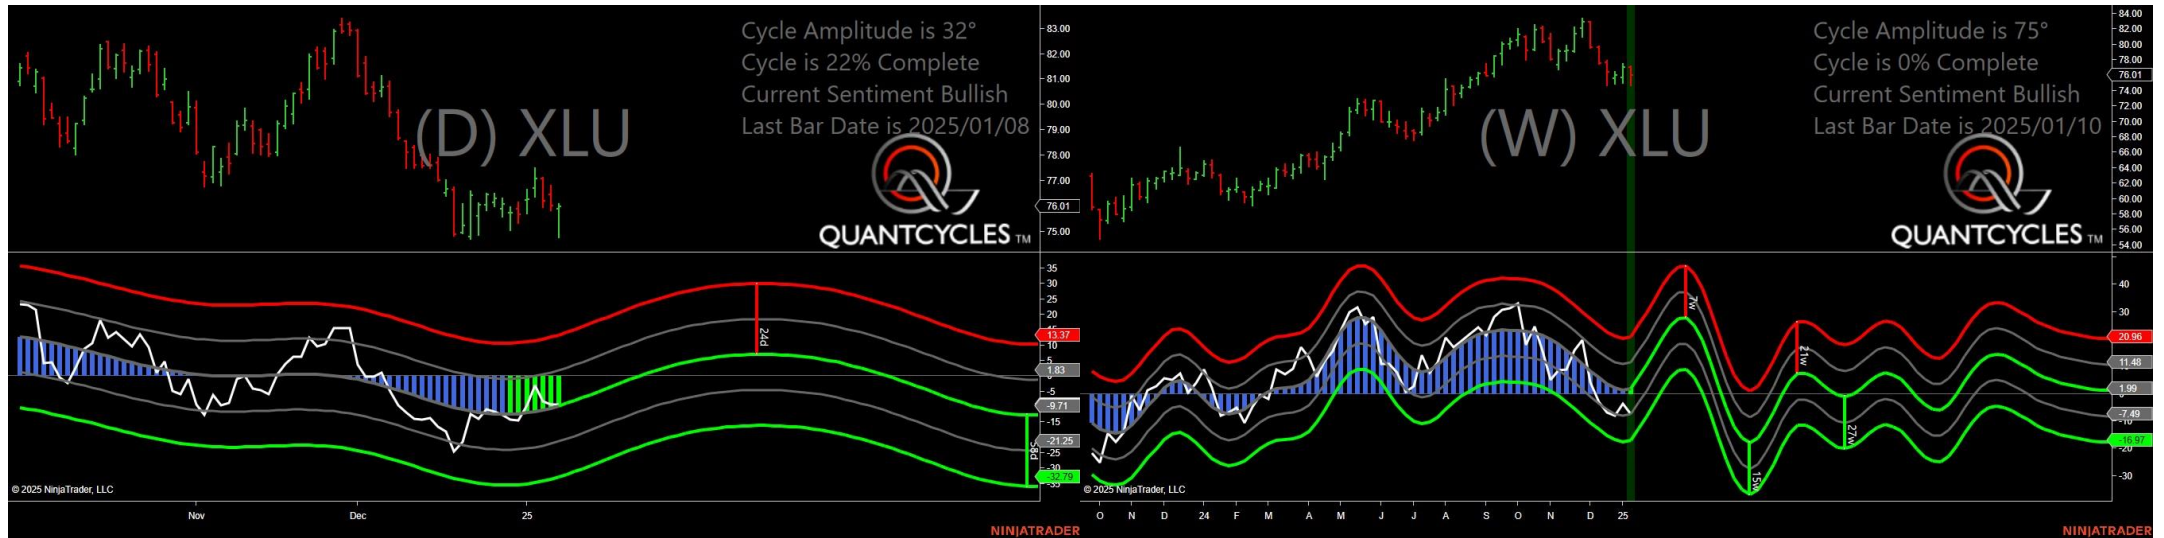 Cycle Amplitude is 32°
Cycle is 22% Complete
Current Sentiment Bullish
Last Bar Date is 2025/01/08
(D) XLU
QUANTCYCLES TM
83.00
82.00
81.00
80.00
79.00
78.00
77.00
76.01
75.00
35
30
25
20
15
13.37
10
1.83
-5
-9.71
-15
-21.25
-25
-30
-32.79
24d
© 2025 NinjaTrader, LLC
Nov
Dec
25
NINJATRADER
Cycle Amplitude is 75°
Cycle is 0% Complete
Current Sentiment Bullish
Last Bar Date is 2025/01/10
(W) XLU
QUANTCYCLES TM
84.00
82.00
80.00
78.00
76.01
74.00
72.00
70.00
68.00
66.00
64.00
62.00
60.00
58.00
56.00
54.00
40
30
20.96
11.48
1.99
-7.49
-16.97
-20
-30
7w
15w
21w
27w
© 2025 NinjaTrader, LLC
O N D 24 F M A M J J A S O N D 25
NINJATRADER